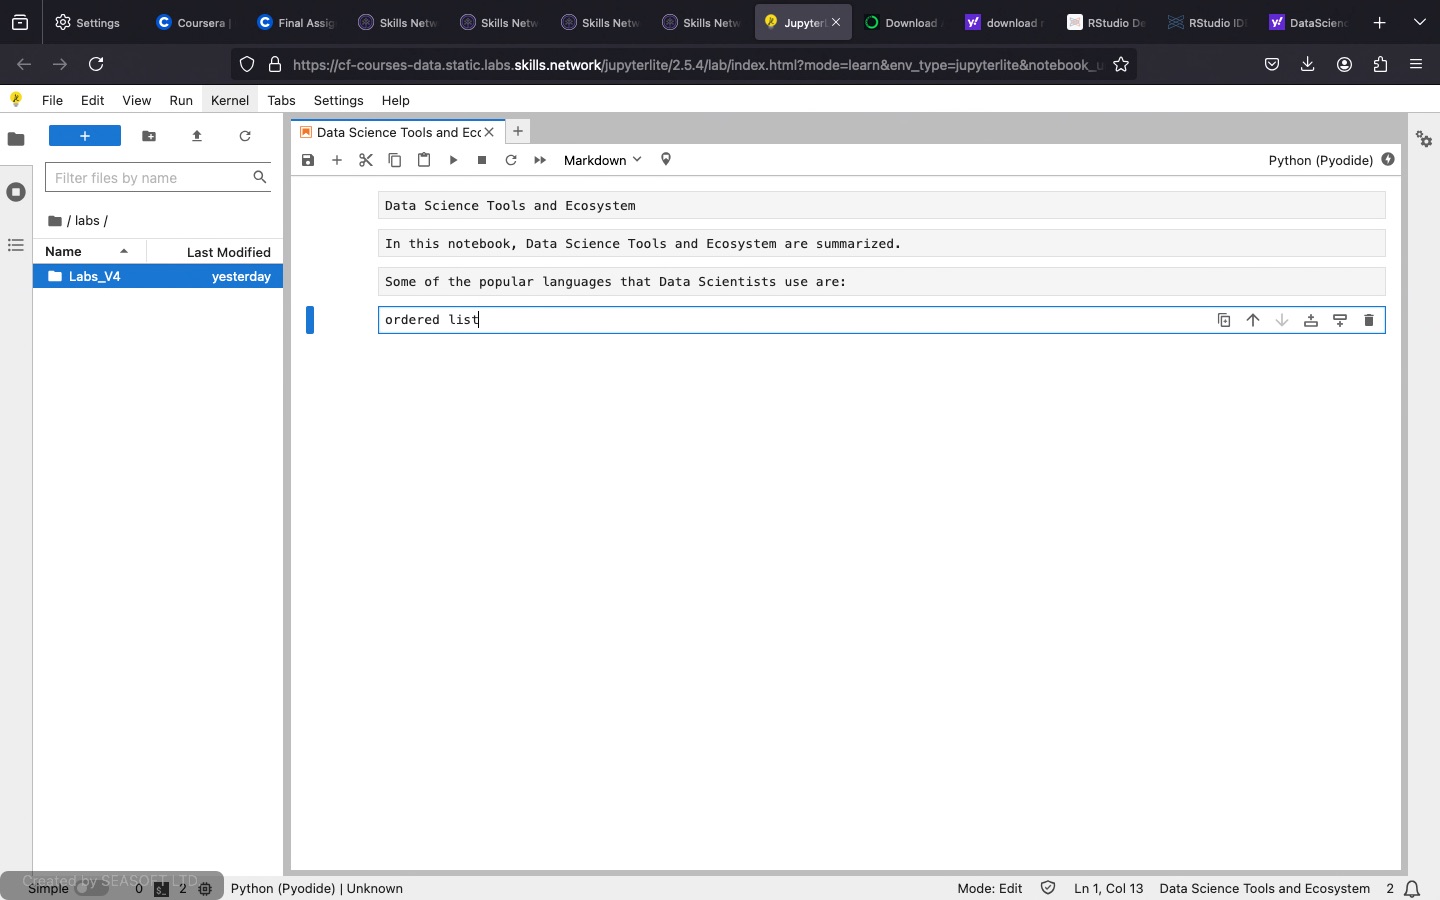 Settings
Coursera |
Final Assig
Skills Netw
Skills Netw
Skills Netw
Skills Netw
Jupyter
Download
download r
RStudio De
RStudio ID
DataScienc
https://cf-courses-data.static.labs.skills.network/jupyterlite/2.5.4/lab/index.html?mode=learn&env_type=jupyterlite&notebook_u
File Edit View Run Kernel Tabs Settings Help
Data Science Tools and Eco
Markdown
Python (Pyodide)
Filter files by name
/ labs /
Name Last Modified
Labs_V4 yesterday
Data Science Tools and Ecosystem
In this notebook, Data Science Tools and Ecosystem are summarized.
Some of the popular languages that Data Scientists use are:
ordered list
Created by SEASOFT LTD
Simple 0 $_ 2 Python (Pyodide) | Unknown Mode: Edit Ln 1, Col 13 Data Science Tools and Ecosystem 2